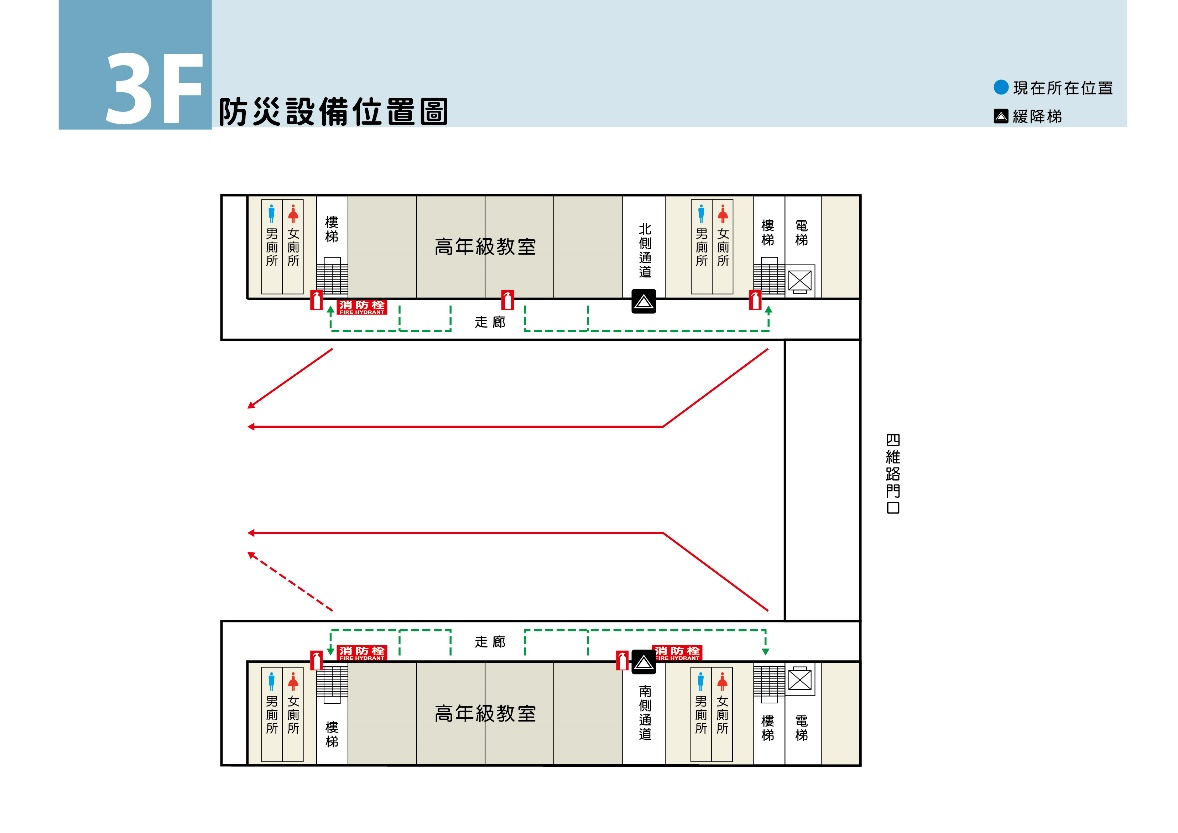 3F 防災設備位置圖
現在所在位置
緩降梯
男廁所
女廁所
樓梯
高年級教室
北側通道
男廁所
女廁所
樓梯
電梯
消防栓
FIRE HYDRANT
走廊
四維路門口
走廊
消防栓
FIRE HYDRANT
消防栓
FIRE HYDRANT
男廁所
女廁所
樓梯
高年級教室
南側通道
男廁所
女廁所
樓梯
電梯